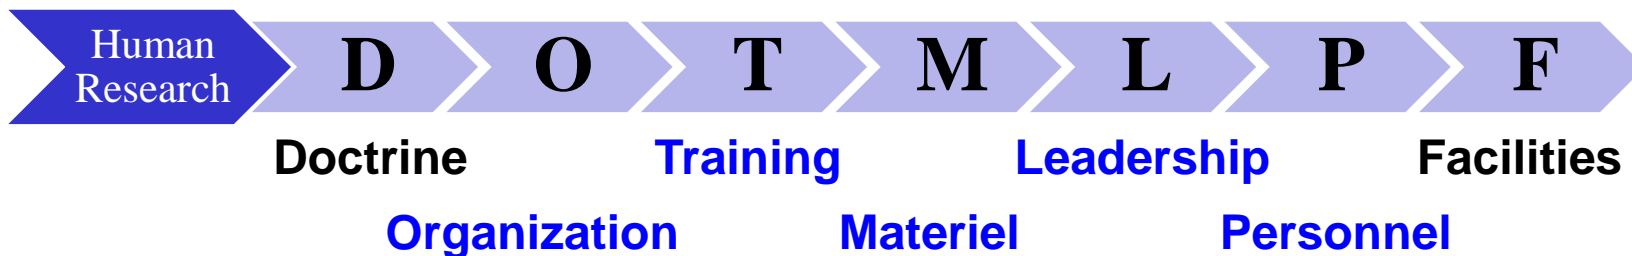 Human
Research
D O T M L P F
Doctrine Training Leadership Facilities
Organization Materiel Personnel